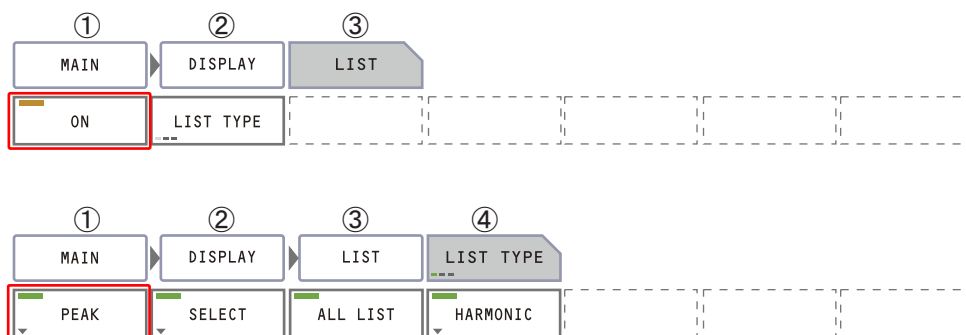 ① ② ③
MAIN DISPLAY LIST
ON LIST TYPE
① ② ③ ④
MAIN DISPLAY LIST LIST TYPE
PEAK SELECT ALL LIST HARMONIC